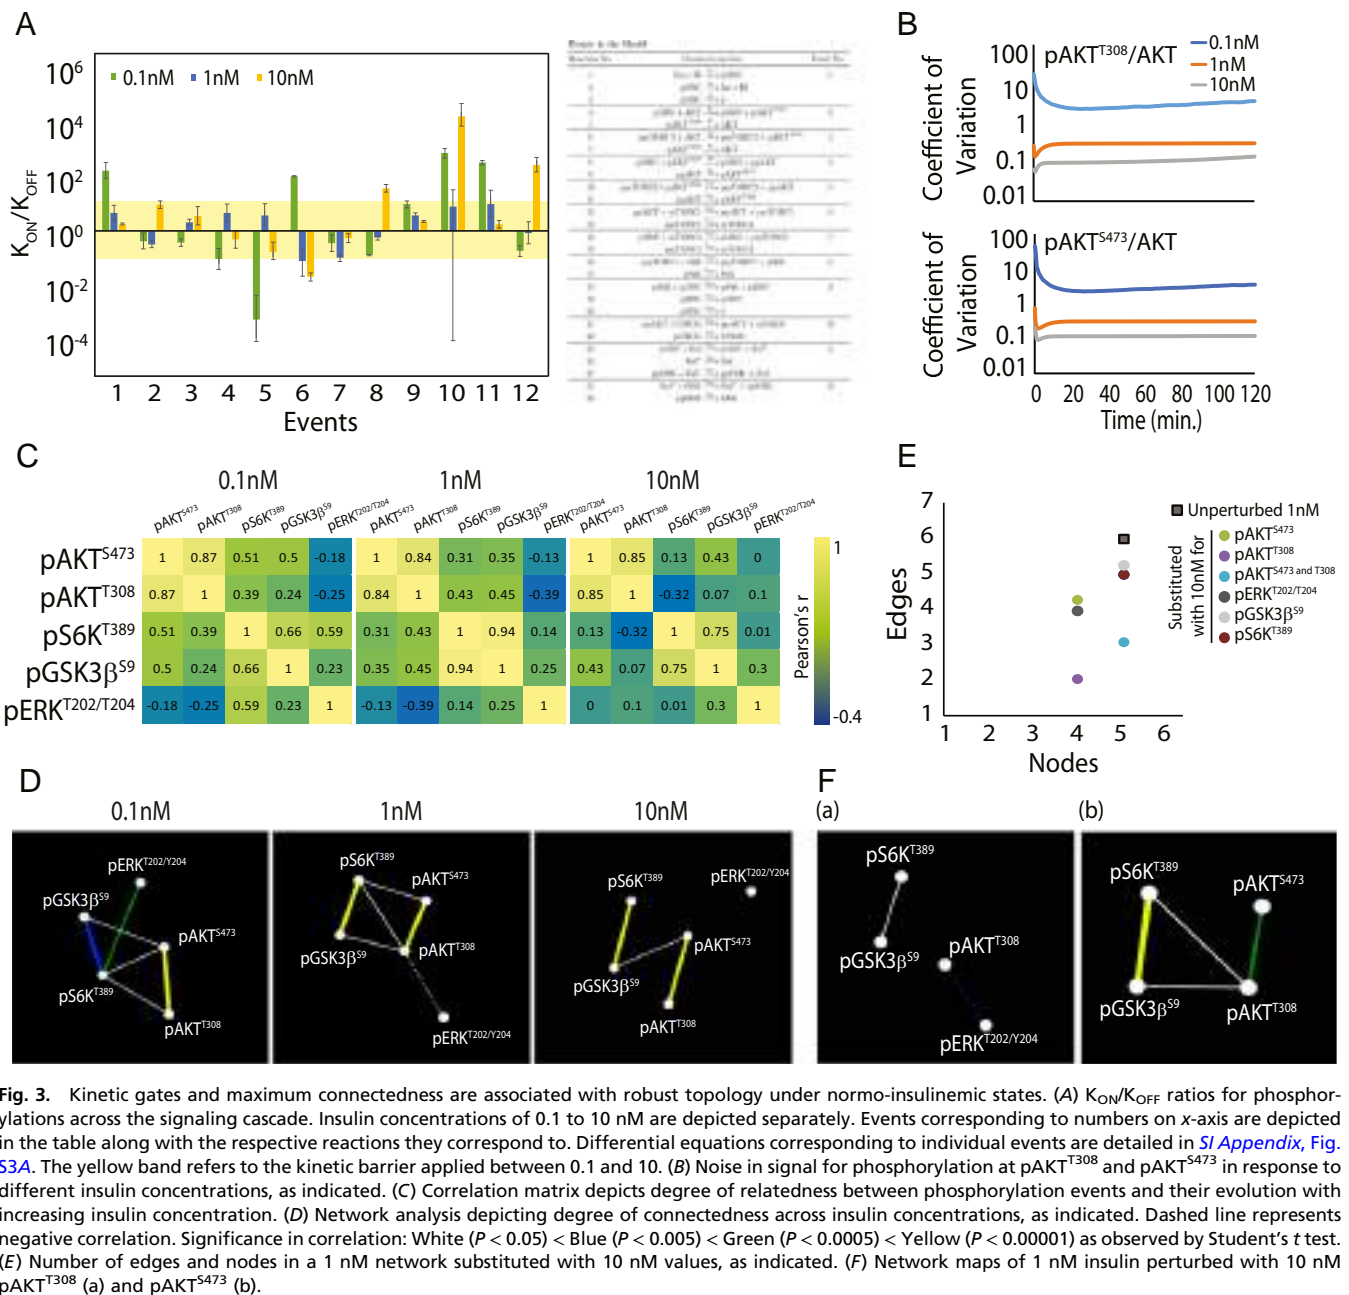 A
10^6
10^4
10^2
10^0
10^-2
10^-4
K_ON/K_OFF
0.1nM 1nM 10nM
1 2 3 4 5 6 7 8 9 10 11 12
Events
B
pAKT^T308/AKT
0.1nM
1nM
10nM
Coefficient of
Variation
100
10
1
0.1
0.01
pAKT^S473/AKT
Coefficient of
Variation
100
10
1
0.1
0.01
0 20 40 60 80 100 120
Time (min.)
C
0.1nM 1nM 10nM
pAKT^S473 pAKT^T308 pS6K^T389 pGSK3β^S9 pERK^T202/T204 pAKT^S473 pAKT^T308 pS6K^T389 pGSK3β^S9 pERK^T202/T204 pAKT^S473 pAKT^T308 pS6K^T389 pGSK3β^S9 pERK^T202/T204
pAKT^S473 1 0.87 0.51 0.5 -0.18 1 0.84 0.31 0.35 -0.13 1 0.85 0.13 0.43 0
pAKT^T308 0.87 1 0.39 0.24 -0.25 0.84 1 0.43 0.45 -0.39 0.85 1 -0.32 0.07 0.1
pS6K^T389 0.51 0.39 1 0.66 0.59 0.31 0.43 1 0.94 0.14 0.13 -0.32 1 0.75 0.01
pGSK3β^S9 0.5 0.24 0.66 1 0.23 0.35 0.45 0.94 1 0.25 0.43 0.07 0.75 1 0.3
pERK^T202/T204 -0.18 -0.25 0.59 0.23 1 -0.13 -0.39 0.14 0.25 1 0 0.1 0.01 0.3 1
1
Pearson's r
-0.4
E
7
6
5
4
3
2
1
Edges
1 2 3 4 5 6
Nodes
Unperturbed 1nM
Substituted
with 10nM for
pAKT^S473
pAKT^T308
pAKT^S473 and T308
pERK^T202/T204
pGSK3β^S9
pS6K^T389
D
0.1nM 1nM 10nM
pERK^T202/Y204
pGSK3β^S9
pAKT^S473
pS6K^T389
pAKT^T308
pS6K^T389
pAKT^S473
pGSK3β^S9
pAKT^T308
pERK^T202/Y204
pS6K^T389
pERK^T202/Y204
pAKT^S473
pGSK3β^S9
pAKT^T308
F
(a) (b)
pS6K^T389
pAKT^T308
pGSK3β^S9
pERK^T202/Y204
pS6K^T389
pAKT^S473
pGSK3β^S9
pAKT^T308
Fig. 3. Kinetic gates and maximum connectedness are associated with robust topology under normo-insulinemic states. (A) K_ON/K_OFF ratios for phosphor-
ylations across the signaling cascade. Insulin concentrations of 0.1 to 10 nM are depicted separately. Events corresponding to numbers on x-axis are depicted
in the table along with the respective reactions they correspond to. Differential equations corresponding to individual events are detailed in SI Appendix, Fig.
S3A. The yellow band refers to the kinetic barrier applied between 0.1 and 10. (B) Noise in signal for phosphorylation at pAKT^T308 and pAKT^S473 in response to
different insulin concentrations, as indicated. (C) Correlation matrix depicts degree of relatedness between phosphorylation events and their evolution with
increasing insulin concentration. (D) Network analysis depicting degree of connectedness across insulin concentrations, as indicated. Dashed line represents
negative correlation. Significance in correlation: White (P < 0.05) < Blue (P < 0.005) < Green (P < 0.0005) < Yellow (P < 0.00001) as observed by Student's t test.
(E) Number of edges and nodes in a 1 nM network substituted with 10 nM values, as indicated. (F) Network maps of 1 nM insulin perturbed with 10 nM
pAKT^T308 (a) and pAKT^S473 (b).